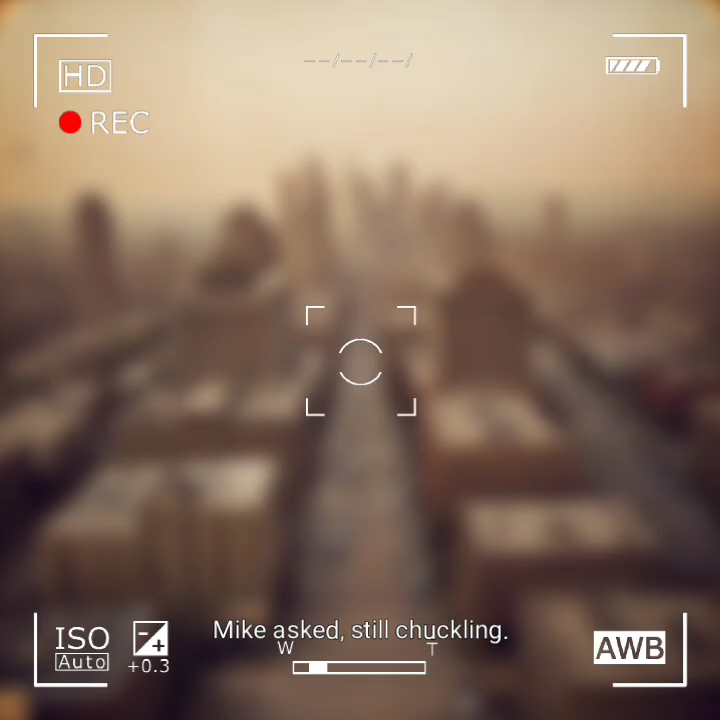 --/--/--/
HD
REC
Mike asked, still chuckling.
W T
ISO
Auto
+0.3
AWB